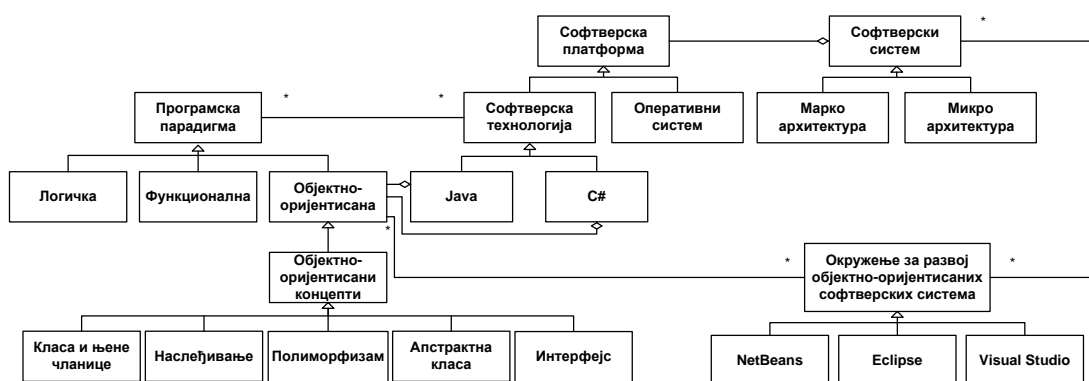 Софтверска
платформа
Софтверски
систем
*
Програмска
парадигма
*
*
Софтверска
технологија
Оперативни
систем
Марко
архитектура
Микро
архитектура
Логичка
Функционална
Објектно-
оријентисана
Java
C#
*
*
*
Објектно-
оријентисани
концепти
Окружење за развој
објектно-оријентисаних
софтверских система
Класа и њене
чланице
Наслеђивање
Полиморфизам
Апстрактна
класа
Интерфејс
NetBeans
Eclipse
Visual Studio